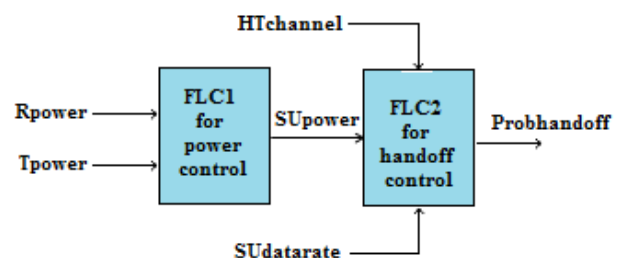 HTchannel
FLC1
for
power
control
FLC2
for
handoff
control
Rpower
SUpower
Probhandoff
Tpower
SUdatarate